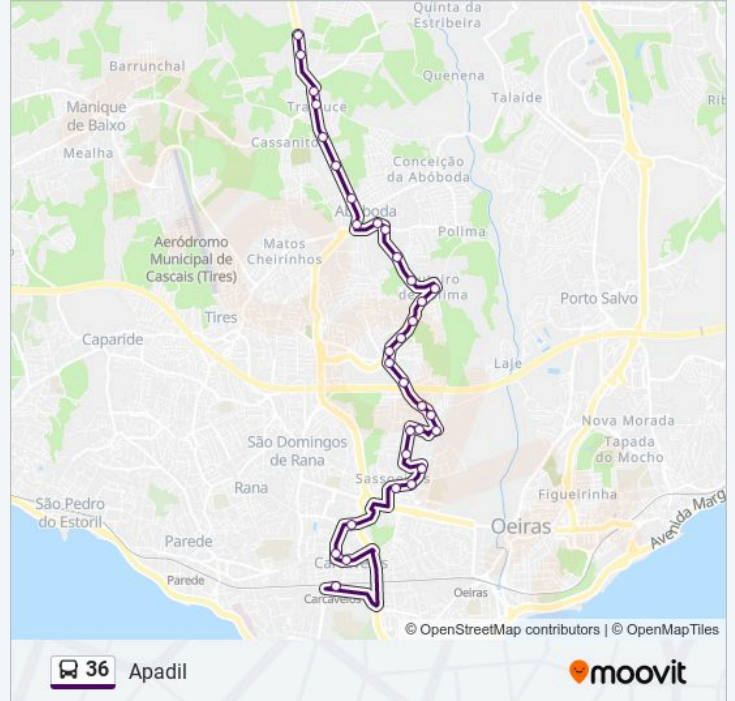 Quinta da
Estribeira
Barrunchal
Quenena
Talaíde
Manique
de Baixo
Mealha
Cassanito
Conceição
da Abóboda
Polima
Aeródromo
Municipal de
Cascais (Tires)
Matos
Cheirinhos
Porto Salvo
Tires
Caparide
Laje
Nova Morada
Tapada
do Mocho
São Domingos
de Rana
Rana
Figueirinha
São Pedro
do Estoril
Oeiras
Avenida Marg
Parede
Parede
Oeiras
Carcavelos
© OpenStreetMap contributors | © OpenMapTiles
36 Apadil
moovit